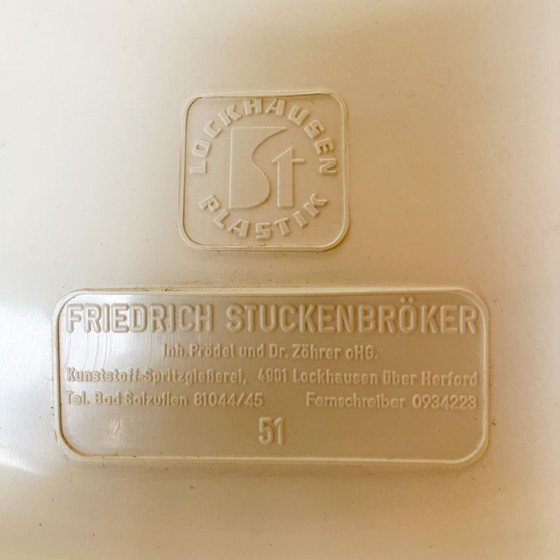 LOCKHAUSEN
St
PLASTIK
FRIEDRICH STUCKENBRÖKER
Inh. Prödel und Dr. Zöhrer oHG.
Kunststoff-Spritzgießerei, 4901 Lockhausen über Herford
Tel. Bad Salzuflen 81044/45 Fernschreiber 0934223
51